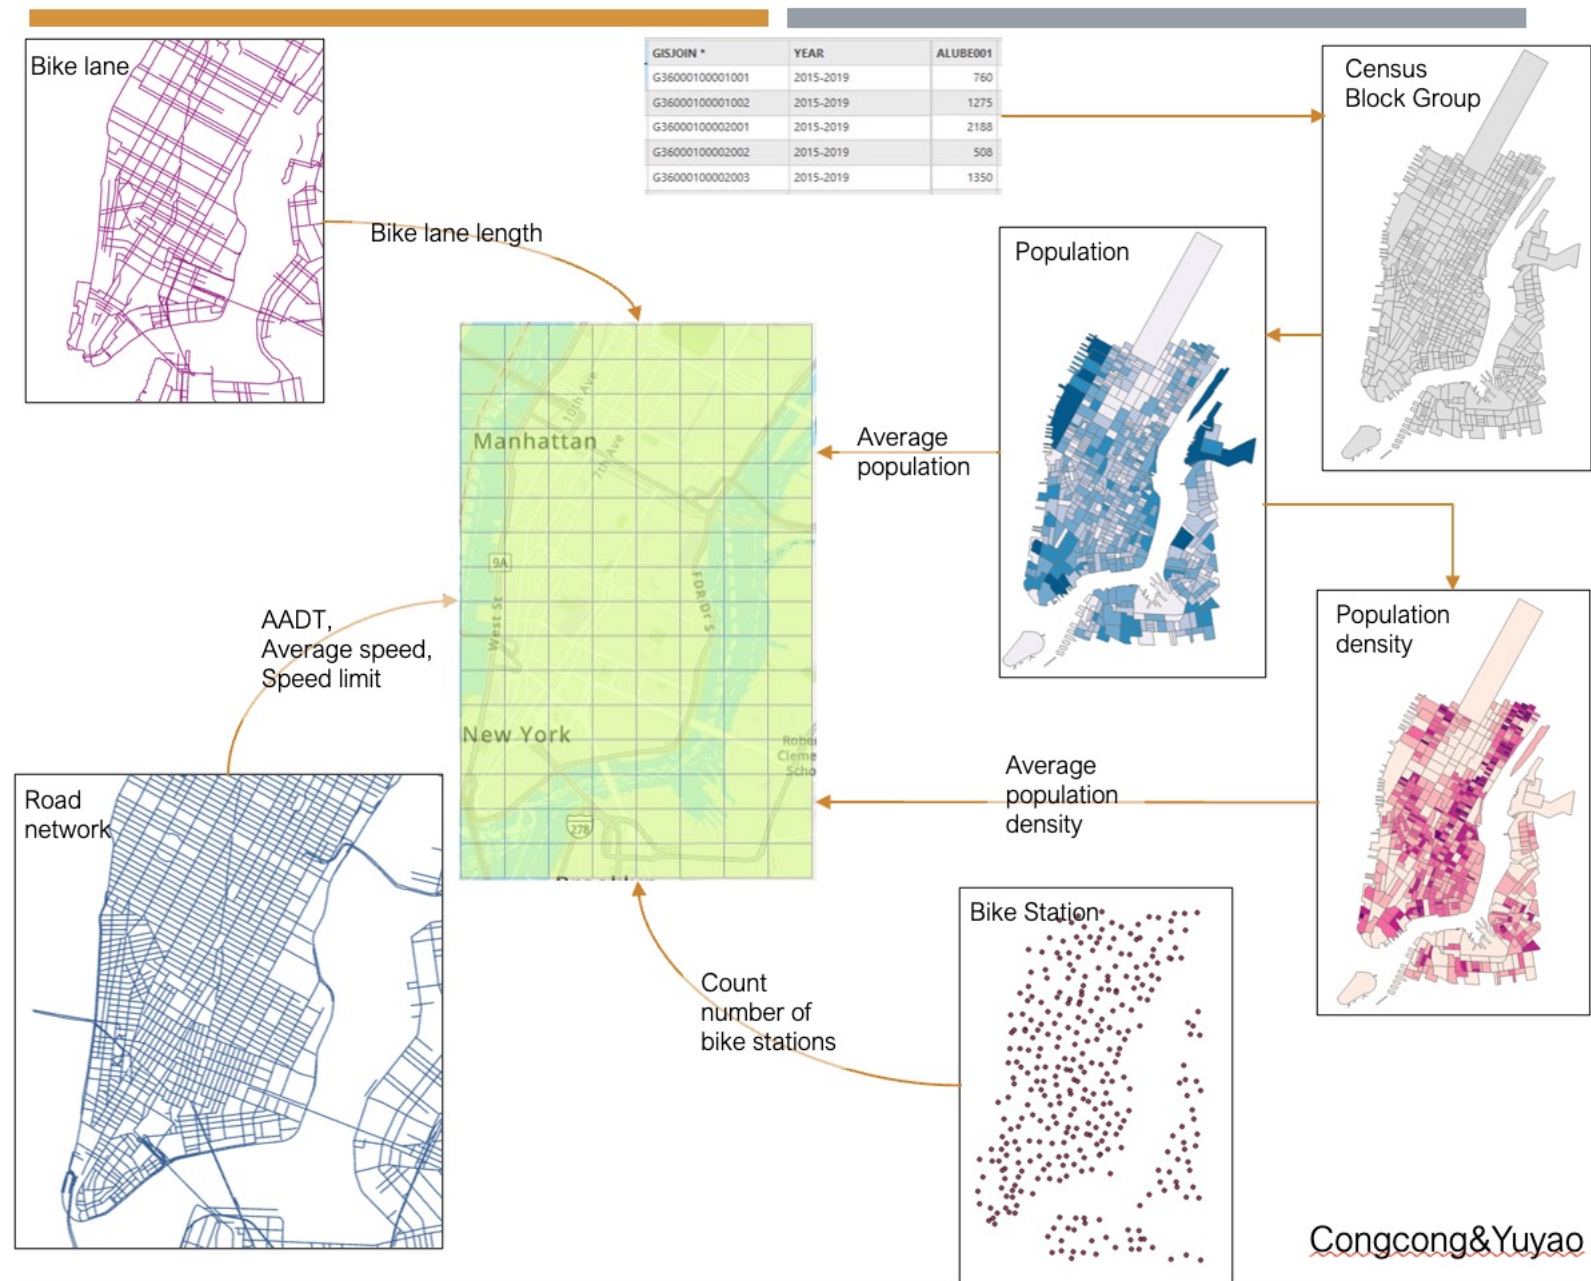 Bike lane
GISJOIN * YEAR ALUBE001
G36000100001001 2015-2019 760
G36000100001002 2015-2019 1275
G36000100002001 2015-2019 2188
G36000100002002 2015-2019 508
G36000100002003 2015-2019 1350
Census
Block Group
Bike lane length
Population
Average
population
Manhattan
10th Ave
7th Ave
9A
West St
FDR Dr S
New York
278
AADT,
Average speed,
Speed limit
Population
density
Average
population
density
Road
network
Bike Station
Count
number of
bike stations
Congcong&Yuyao